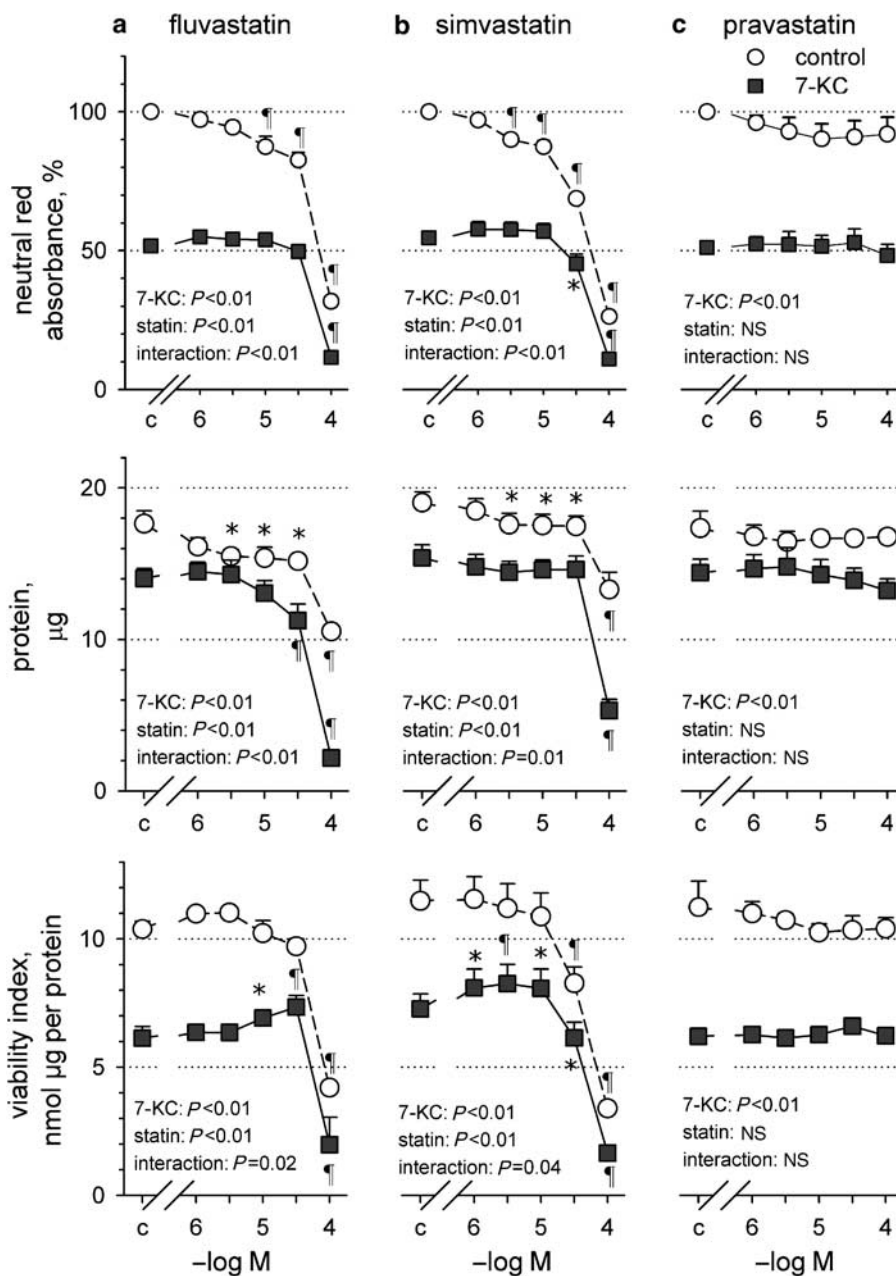 a fluvastatin
b simvastatin
c pravastatin
control
7-KC
neutral red
absorbance, %
100
50
0
¶ ¶
7-KC: P<0.01
statin: P<0.01
interaction: P<0.01
¶
¶
c 6 5 4
¶ ¶
¶
7-KC: P<0.01
statin: P<0.01
interaction: P<0.01
*
¶
¶
c 6 5 4
7-KC: P<0.01
statin: NS
interaction: NS
c 6 5 4
protein,
µg
20
10
0
* * *
¶ ¶
7-KC: P<0.01
statin: P<0.01
interaction: P<0.01
¶
c 6 5 4
* * *
¶
7-KC: P<0.01
statin: P<0.01
interaction: P=0.01
¶
c 6 5 4
7-KC: P<0.01
statin: NS
interaction: NS
c 6 5 4
viability index,
nmol µg per protein
10
5
0
* ¶
¶
7-KC: P<0.01
statin: P<0.01
interaction: P=0.02
¶
c 6 5 4
–log M
* ¶ * ¶
*
¶
7-KC: P<0.01
statin: P<0.01
interaction: P=0.04
¶
c 6 5 4
–log M
7-KC: P<0.01
statin: NS
interaction: NS
c 6 5 4
–log M